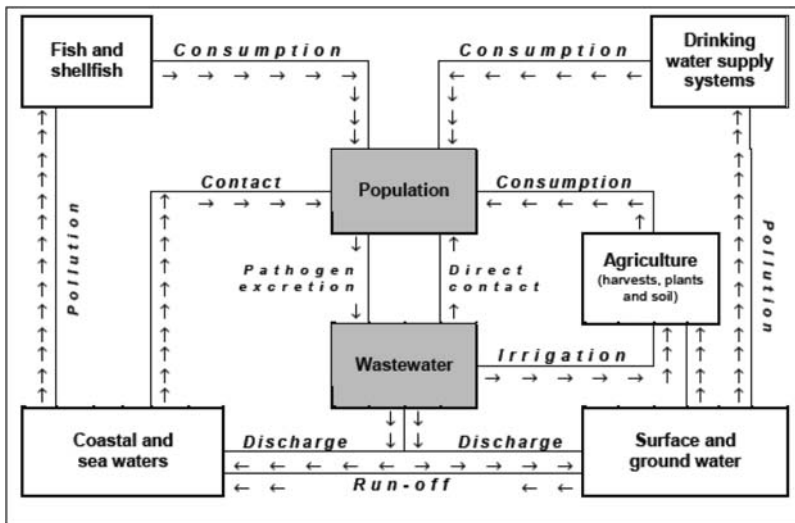 Fish and
shellfish
Consumption
Consumption
Drinking
water supply
systems
Contact
Population
Consumption
Pollution
Pathogen
excretion
Direct
contact
Agriculture
(harvests, plants
and soil)
Pollution
Wastewater
Irrigation
Coastal and
sea waters
Discharge
Discharge
Surface and
ground water
Run-off